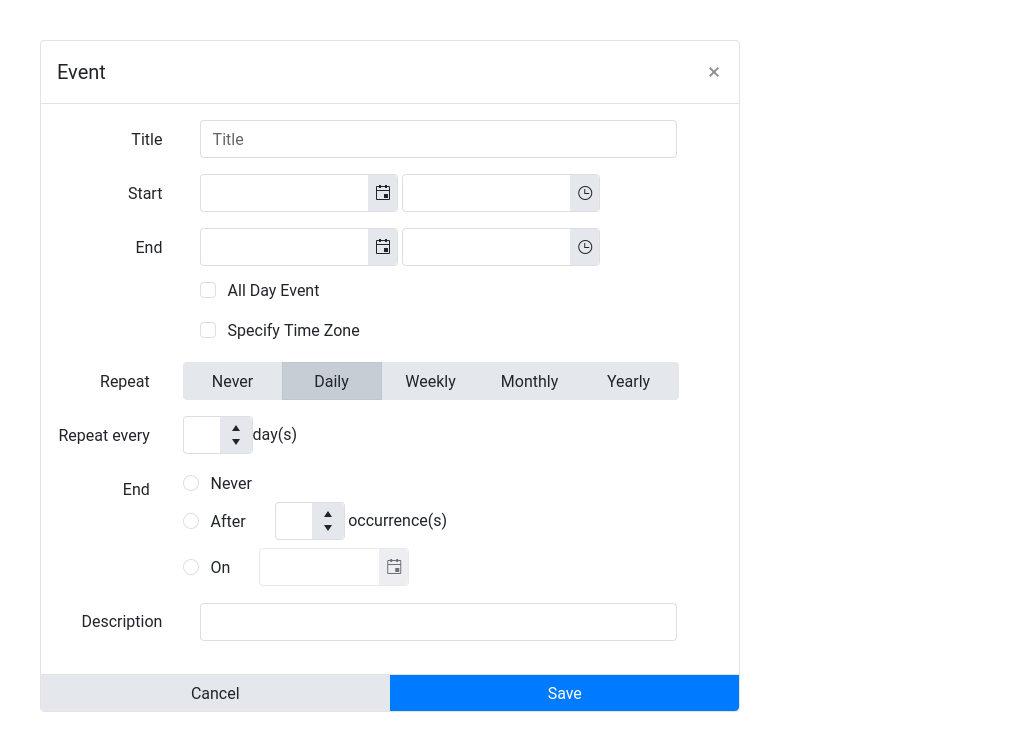 Event ×
Title Title
Start
End
All Day Event
Specify Time Zone
Repeat Never Daily Weekly Monthly Yearly
Repeat every day(s)
End Never
After occurrence(s)
On
Description
Cancel Save